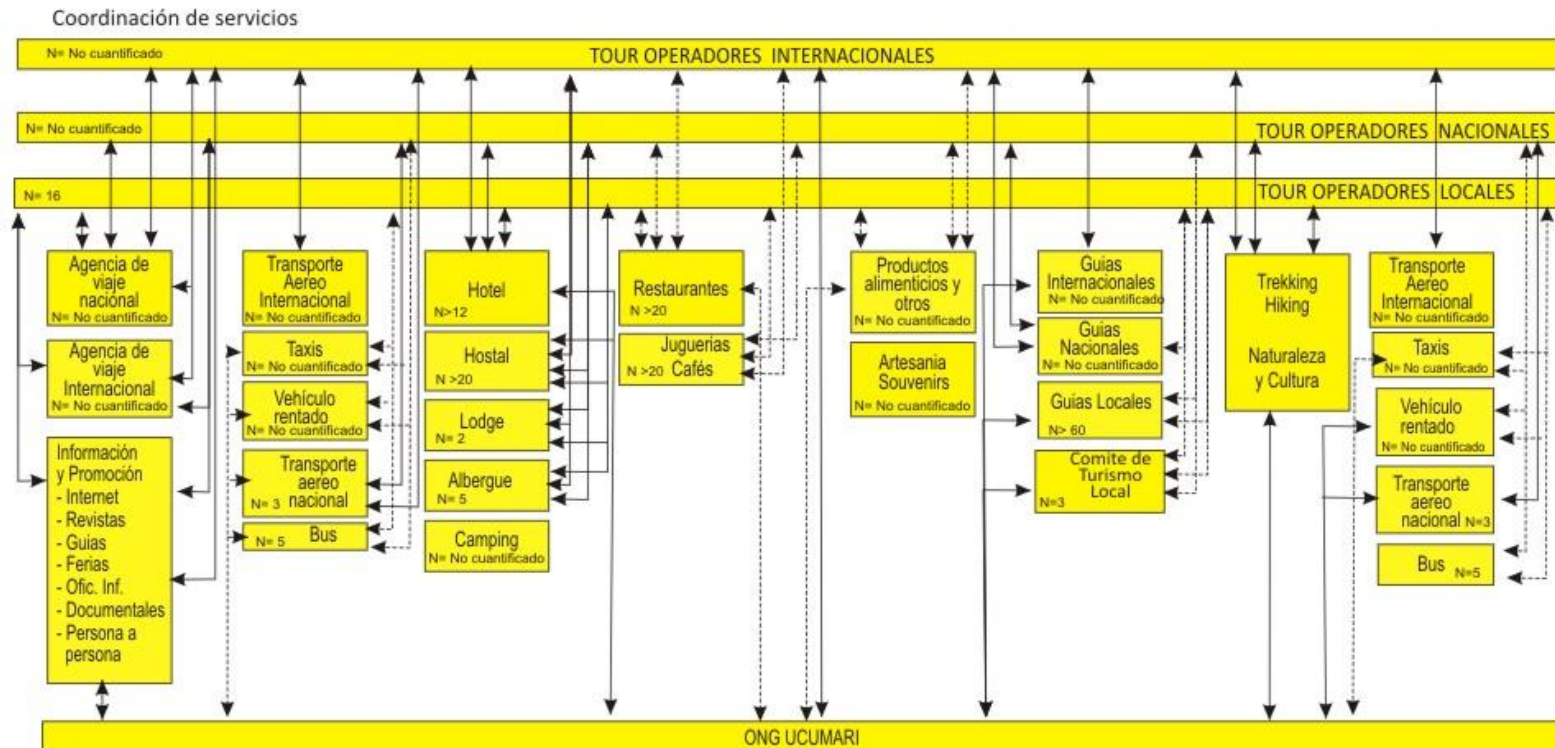 Coordinación de servicios
N= No cuantificado
TOUR OPERADORES INTERNACIONALES
N= No cuantificado
TOUR OPERADORES NACIONALES
N= 16
TOUR OPERADORES LOCALES
Agencia de
viaje
nacional
N= No cuantificado
Agencia de
viaje
Internacional
N= No cuantificado
Información
y Promoción
- Internet
- Revistas
- Guias
- Ferias
- Ofic. Inf.
- Documentales
- Persona a
persona
Transporte
Aereo
Internacional
N= No cuantificado
Taxis
N= No cuantificado
Vehículo
rentado
N= No cuantificado
Transporte
aereo
N= 3 nacional
N= 5 Bus
Hotel
N>12
Hostal
N >20
Lodge
N= 2
Albergue
N= 5
Camping
N= No cuantificado
Restaurantes
N >20
Juguerias
N >20 Cafés
Productos
alimenticios y
otros
N= No cuantificado
Artesania
Souvenirs
N= No cuantificado
Guias
Internacionales
N= No cuantificado
Guias
Nacionales
N= No cuantificado
Guias Locales
N> 60
Comite de
Turismo
Local
N=3
Trekking
Hiking
Naturaleza
y Cultura
Transporte
Aereo
Internacional
N= No cuantificado
Taxis
N= No cuantificado
Vehículo
rentado
N= No cuantificado
Transporte
aereo
nacional N=3
Bus N=5
ONG UCUMARI